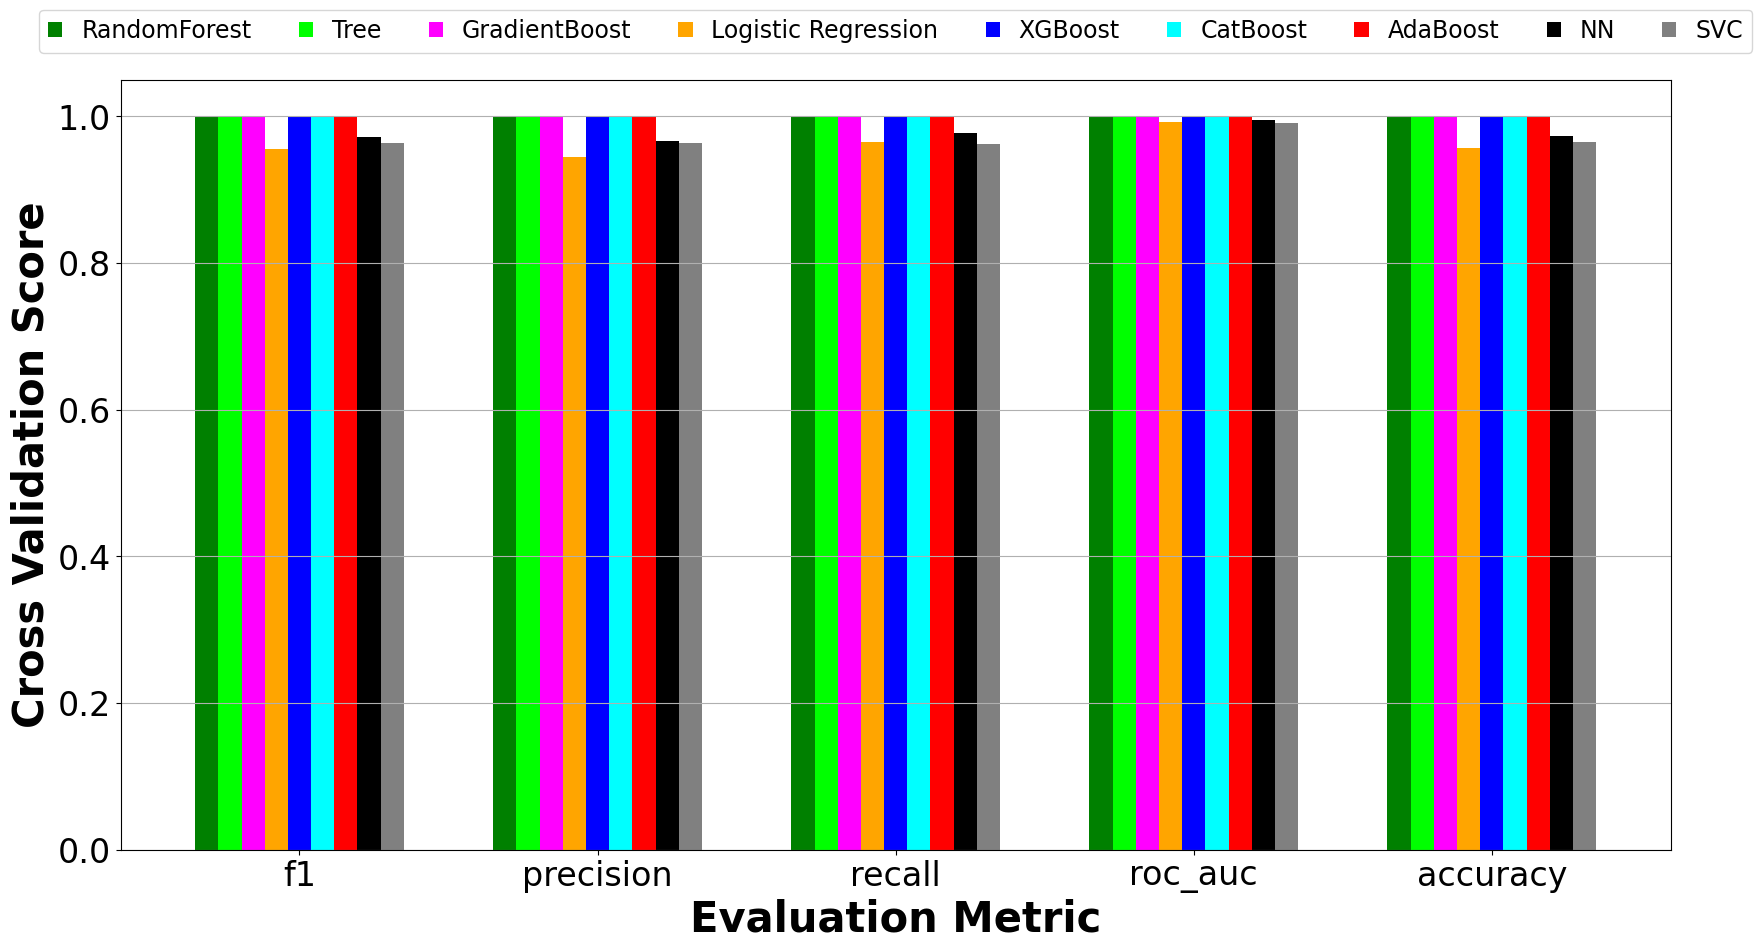 RandomForest Tree GradientBoost Logistic Regression XGBoost CatBoost AdaBoost NN SVC
Cross Validation Score
1.0
0.8
0.6
0.4
0.2
0.0
f1 precision recall roc_auc accuracy
Evaluation Metric